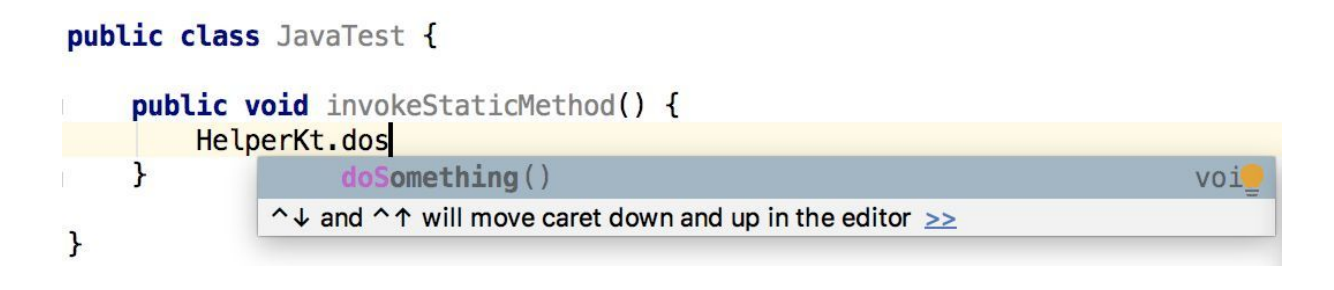 public class JavaTest {
public void invokeStaticMethod() {
HelperKt.dos
}
doSomething() voi
^↓ and ^↑ will move caret down and up in the editor >>
}